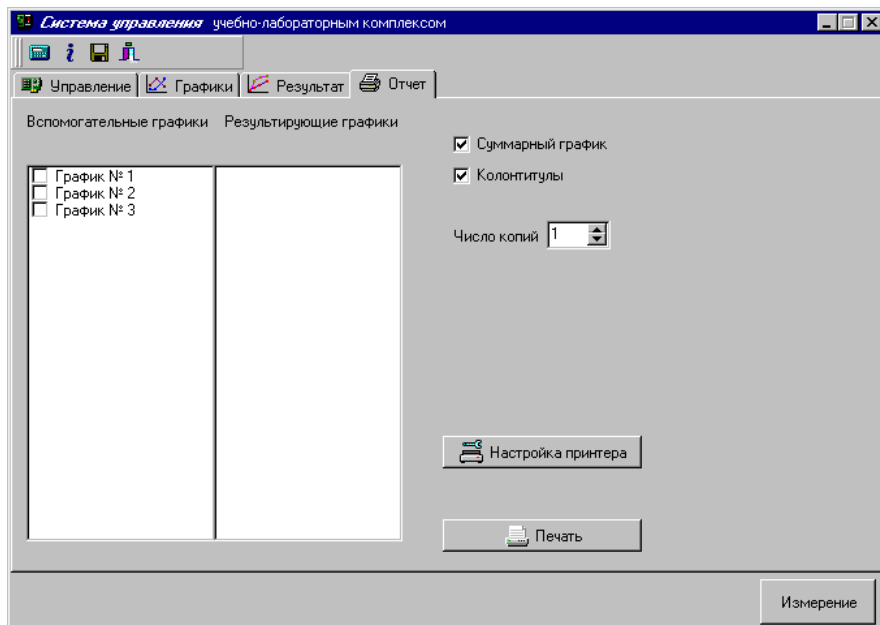 Система управления учебно-лабораторным комплексом
Управление Графики Результат Отчет
Вспомогательные графики Результирующие графики
График № 1
График № 2
График № 3
Суммарный график
Колонтитулы
Число копий 1
Настройка принтера
Печать
Измерение